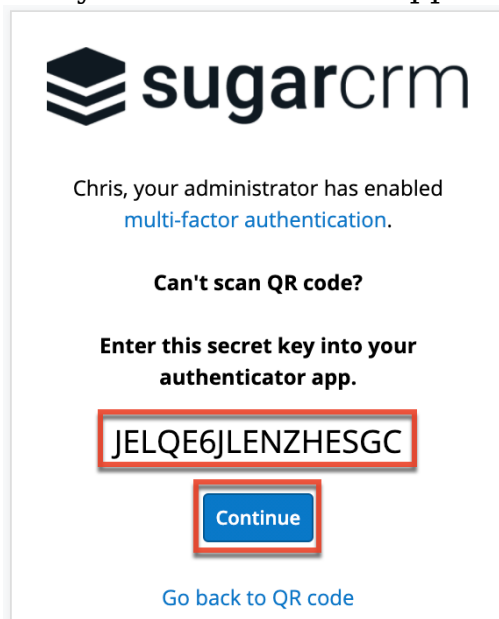 sugarcrm
Chris, your administrator has enabled
multi-factor authentication.
Can't scan QR code?
Enter this secret key into your
authenticator app.
JELQE6JLENZHESGC
Continue
Go back to QR code